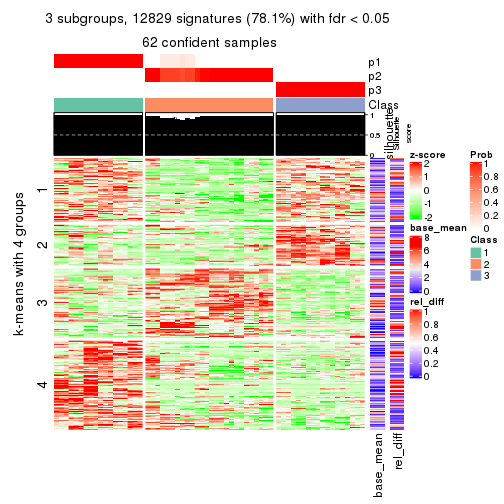 3 subgroups, 12829 signatures (78.1%) with fdr < 0.05
62 confident samples
p1
p2
p3
Class
1
0.5
0
silhouette
Silhouette
score
k-means with 4 groups
1
2
3
4
base_mean
rel_diff
z-score
2
1
0
-1
-2
base_mean
8
6
4
2
0
rel_diff
1
0.8
0.6
0.4
0.2
0
Prob
1
0.8
0.6
0.4
0.2
0
Class
1
2
3